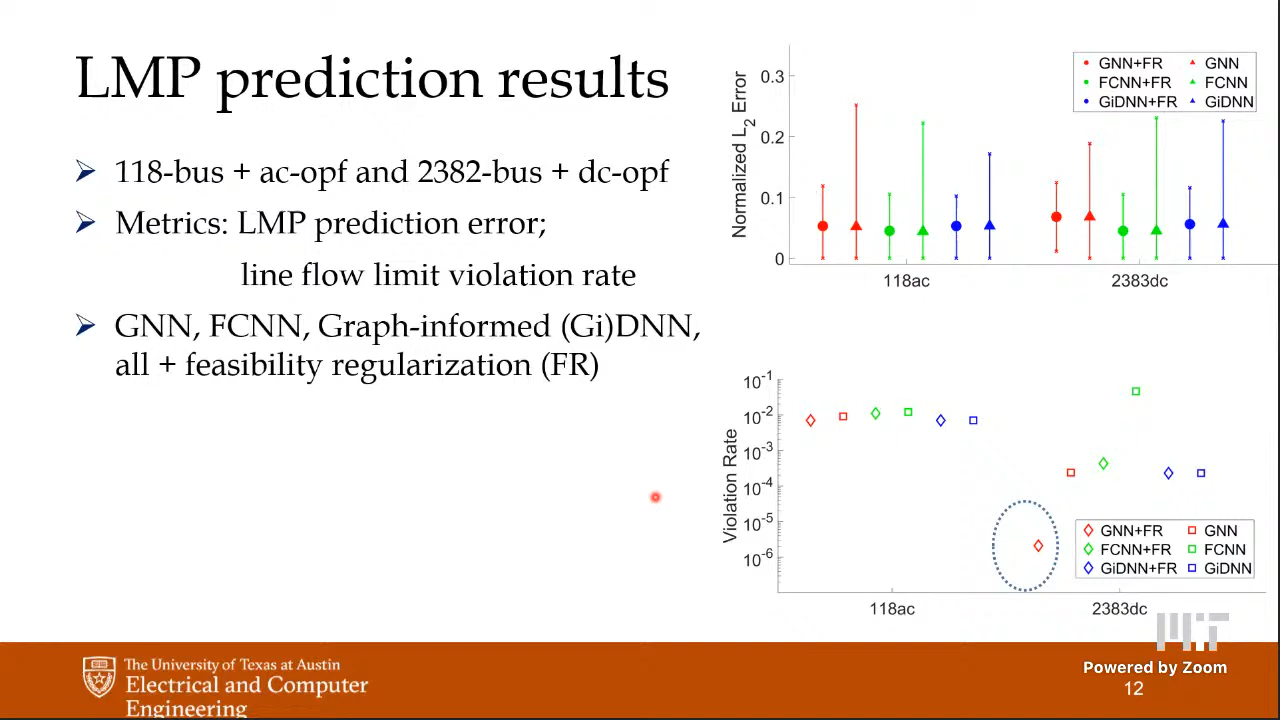 LMP prediction results
➢ 118-bus + ac-opf and 2382-bus + dc-opf
➢ Metrics: LMP prediction error;
line flow limit violation rate
➢ GNN, FCNN, Graph-informed (Gi)DNN,
all + feasibility regularization (FR)
Normalized L2 Error
0.3
0.2
0.1
0
118ac
2383dc
GNN+FR GNN
FCNN+FR FCNN
GiDNN+FR GiDNN
Violation Rate
10-1
10-2
10-3
10-4
10-5
10-6
118ac
2383dc
GNN+FR GNN
FCNN+FR FCNN
GiDNN+FR GiDNN
The University of Texas at Austin
Electrical and Computer
Engineering
MIT
Powered by Zoom
12